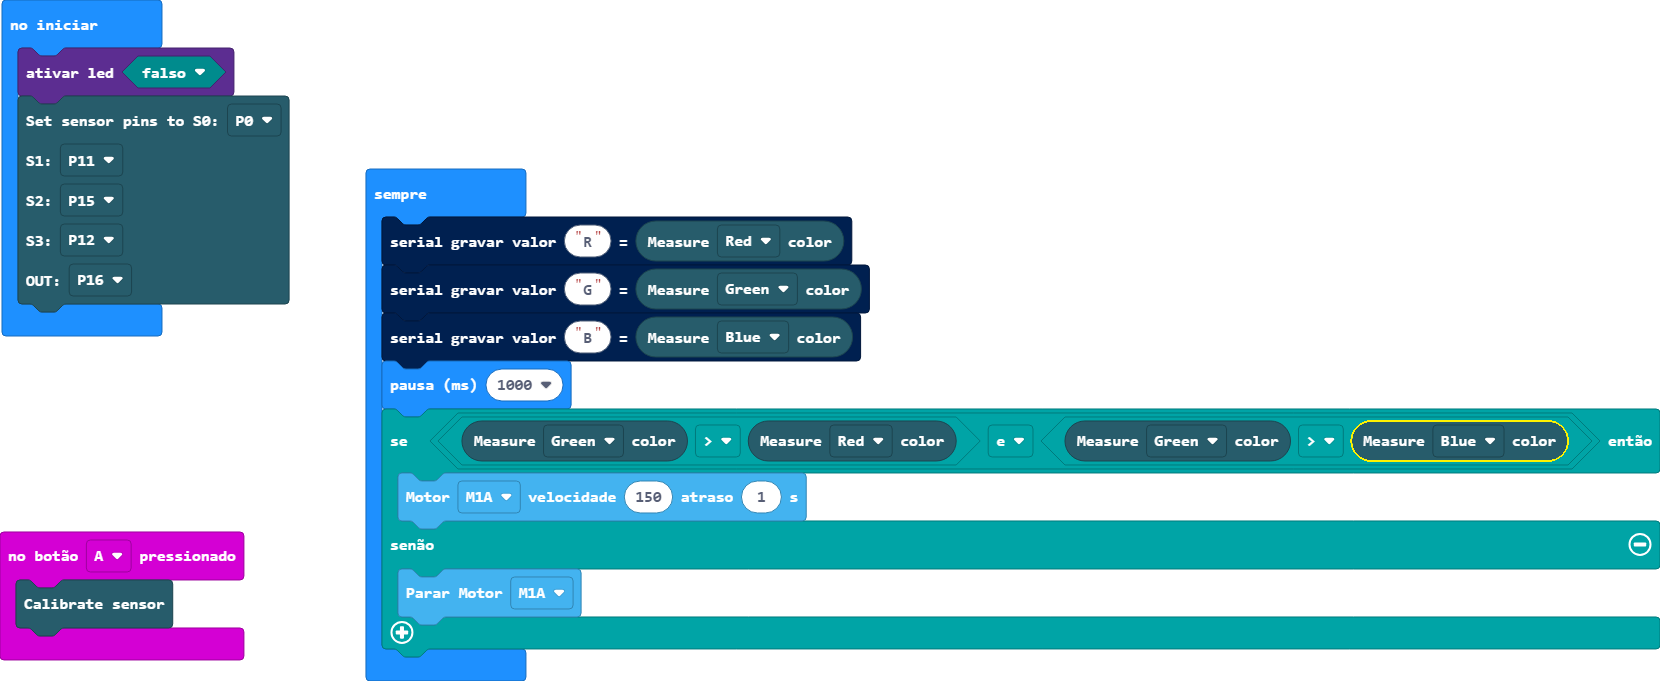 no iniciar
ativar led falso
Set sensor pins to S0: P0
S1: P11
S2: P15
S3: P12
OUT: P16
sempre
serial gravar valor "R" = Measure Red color
serial gravar valor "G" = Measure Green color
serial gravar valor "B" = Measure Blue color
pausa (ms) 1000
se Measure Green color > Measure Red color e Measure Green color > Measure Blue color então
Motor M1A velocidade 150 atraso 1 s
senão
Parar Motor M1A
no botão A pressionado
Calibrate sensor